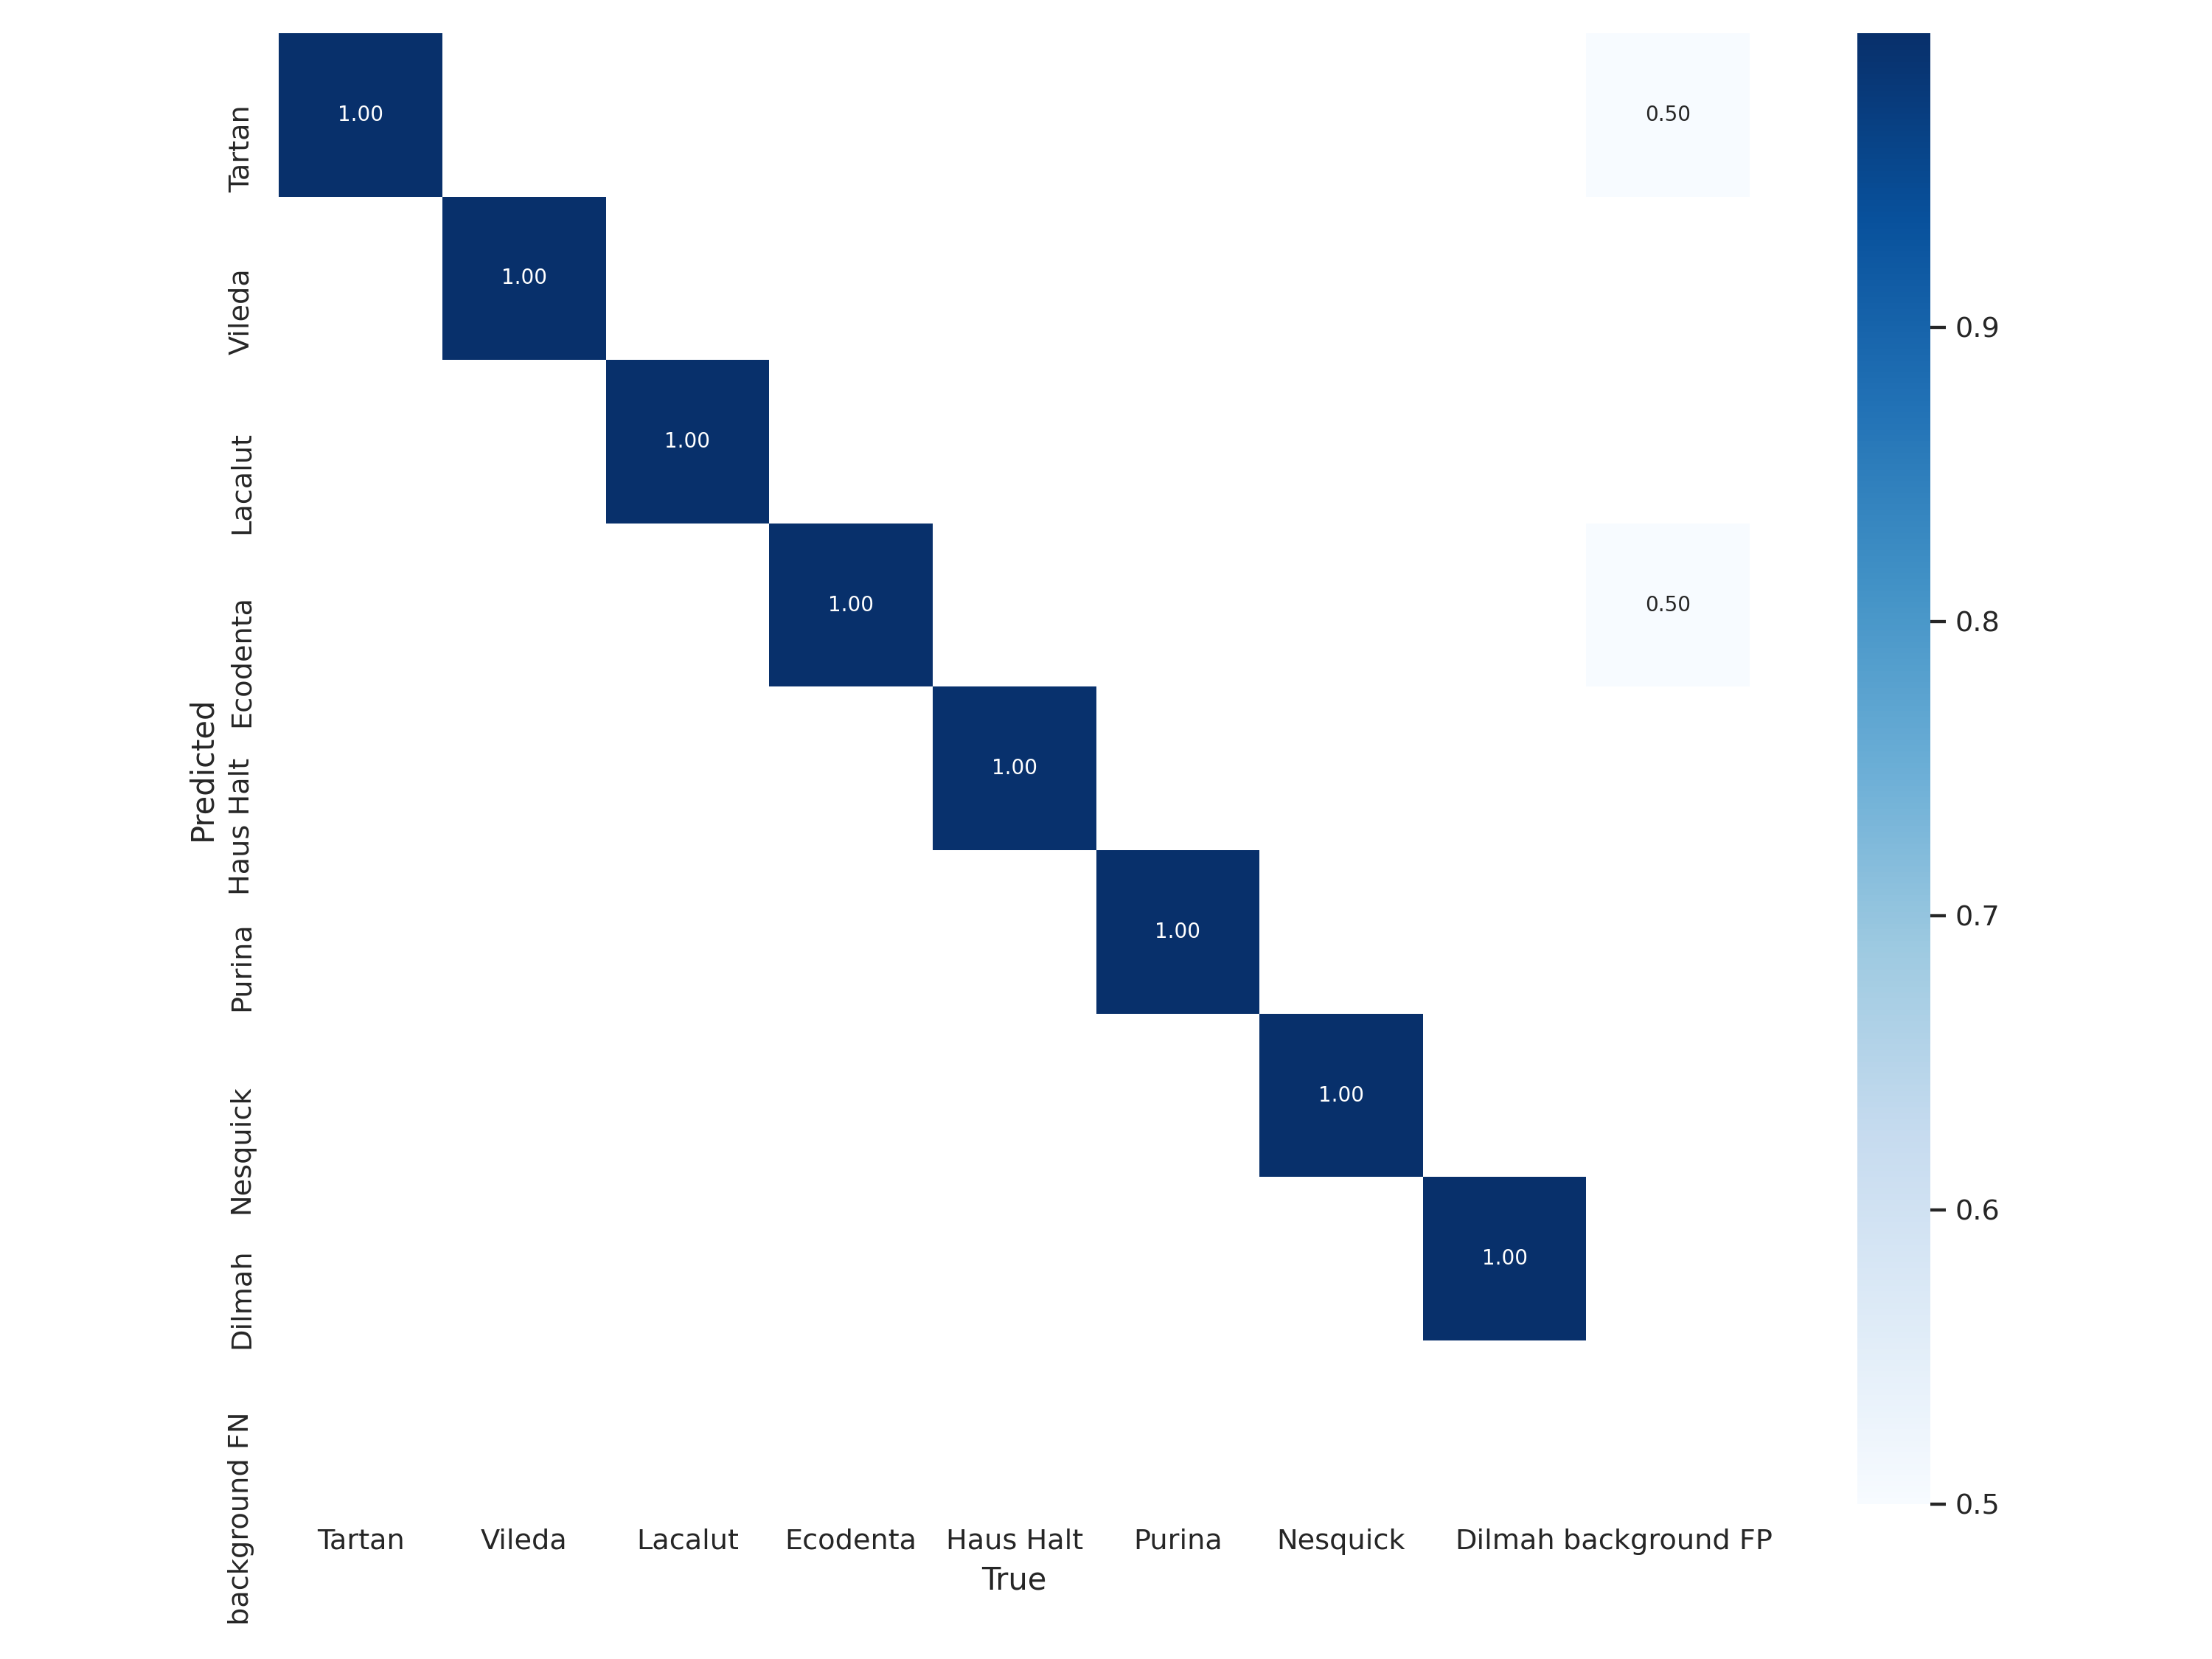 Predicted
Tartan
Vileda
Lacalut
Ecodenta
Haus Halt
Purina
Nesquick
Dilmah
background FN
1.00 0.50
1.00
1.00
1.00 0.50
1.00
1.00
1.00
1.00
Tartan Vileda Lacalut Ecodenta Haus Halt Purina Nesquick Dilmah background FP
True
0.9
0.8
0.7
0.6
0.5